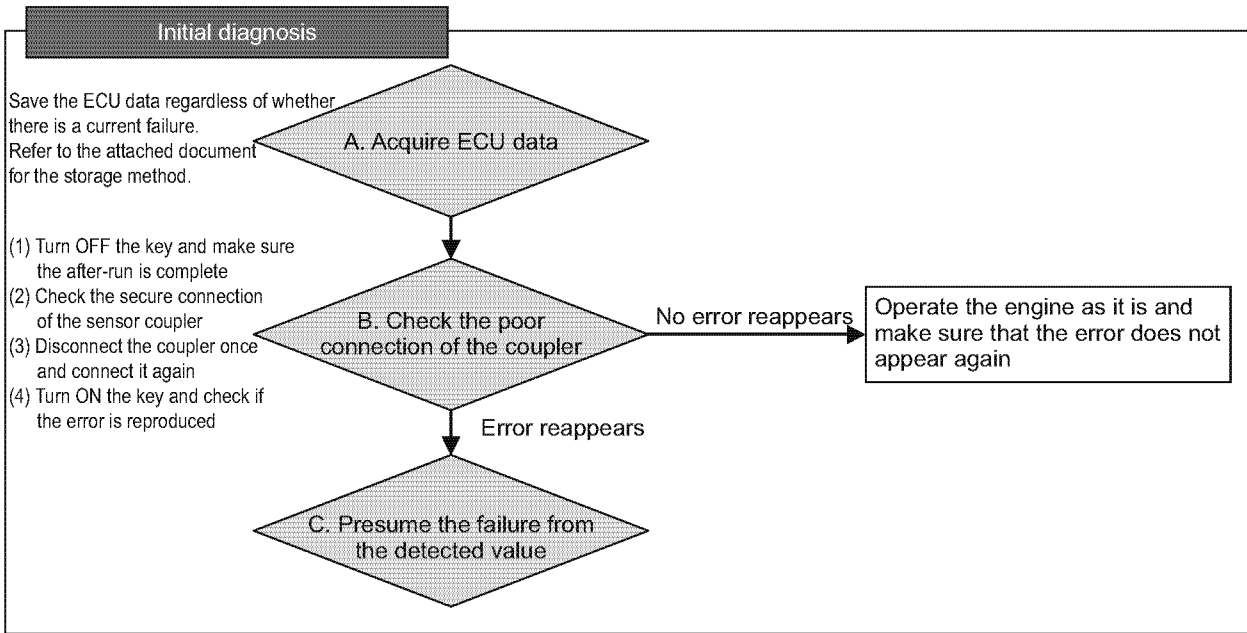 Initial diagnosis
Save the ECU data regardless of whether
there is a current failure.
Refer to the attached document
for the storage method.
A. Acquire ECU data
(1) Turn OFF the key and make sure
the after-run is complete
(2) Check the secure connection
of the sensor coupler
(3) Disconnect the coupler once
and connect it again
(4) Turn ON the key and check if
the error is reproduced
B. Check the poor
connection of the coupler
No error reappears
Operate the engine as it is and
make sure that the error does not
appear again
Error reappears
C. Presume the failure from
the detected value